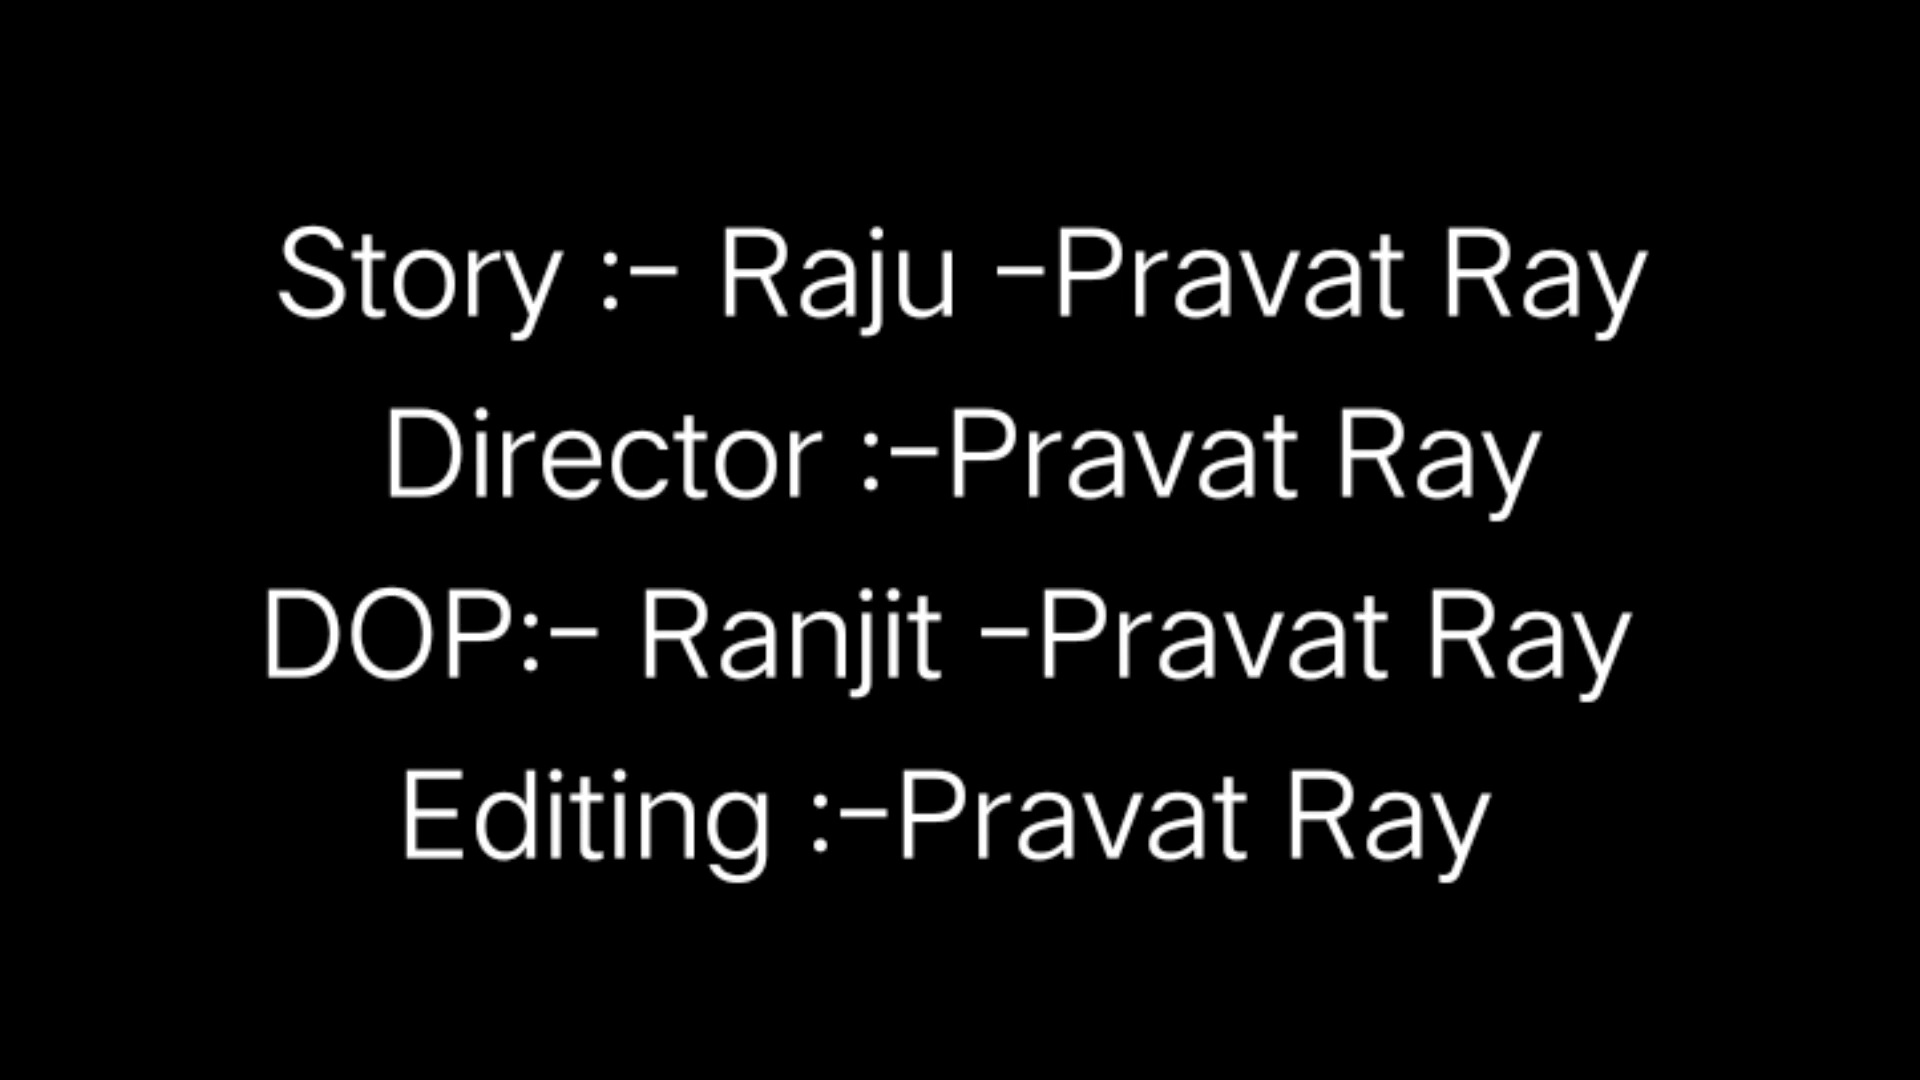 Story :- Raju -Pravat Ray
Director :-Pravat Ray
DOP:- Ranjit -Pravat Ray
Editing :-Pravat Ray